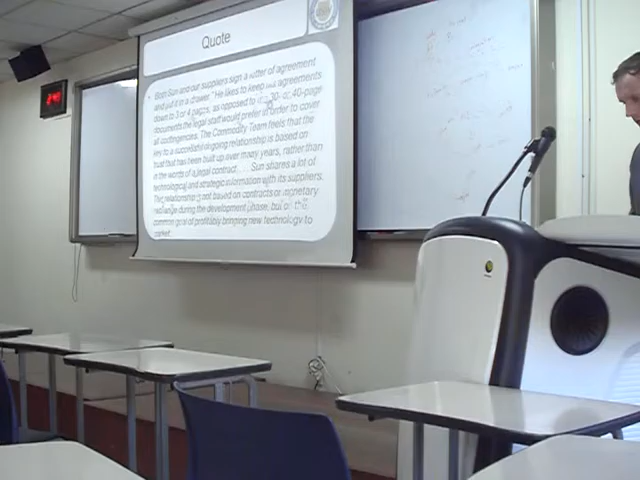 Quote
• Both Sun and our suppliers sign a letter of agreement
and put it in a drawer." He likes to keep agreements
down to 3 or 4 pages, as opposed to 30- or 40-page
documents the legal staff would prefer in order to cover
all contingencies. The Commodity Team feels that the
key to a successful ongoing relationship is based on
trust that has been built up over many years, rather than
in the words of a legal contract. . . . Sun shares a lot of
technological and strategic information with its suppliers.
This relationship is not based on contracts or monetary
exchange during the development phase, but on the
goal of profitably bringing new technology to
market.